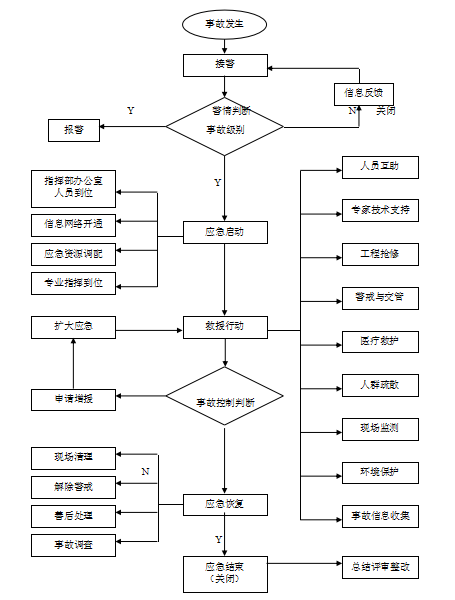 事故发生
接警
信息反馈
Y
警情判断
N
关闭
报警
事故级别
人员互助
指挥部办公室
人员到位
Y
专家技术支持
信息网络开通
应急启动
应急资源调配
工程抢修
专业指挥到位
警戒与交管
扩大应急
救援行动
医疗救护
人群疏散
申请增援
事故控制判断
现场监测
现场清理
N
环境保护
解除警戒
应急恢复
善后处理
事故信息收集
Y
事故调查
应急结束
（关闭）
总结评审整改